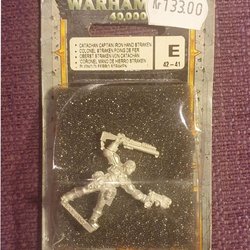 WARHAM
40,000
Kr 133.00
• CATACHAN CAPTAIN IRON HAND STRAKEN
• COLONEL STRAKEN POING DE FER
• OBERST STRAKEN VON CATACHAN
• CORONEL MANO DE HIERRO STRAKEN
E
42-41